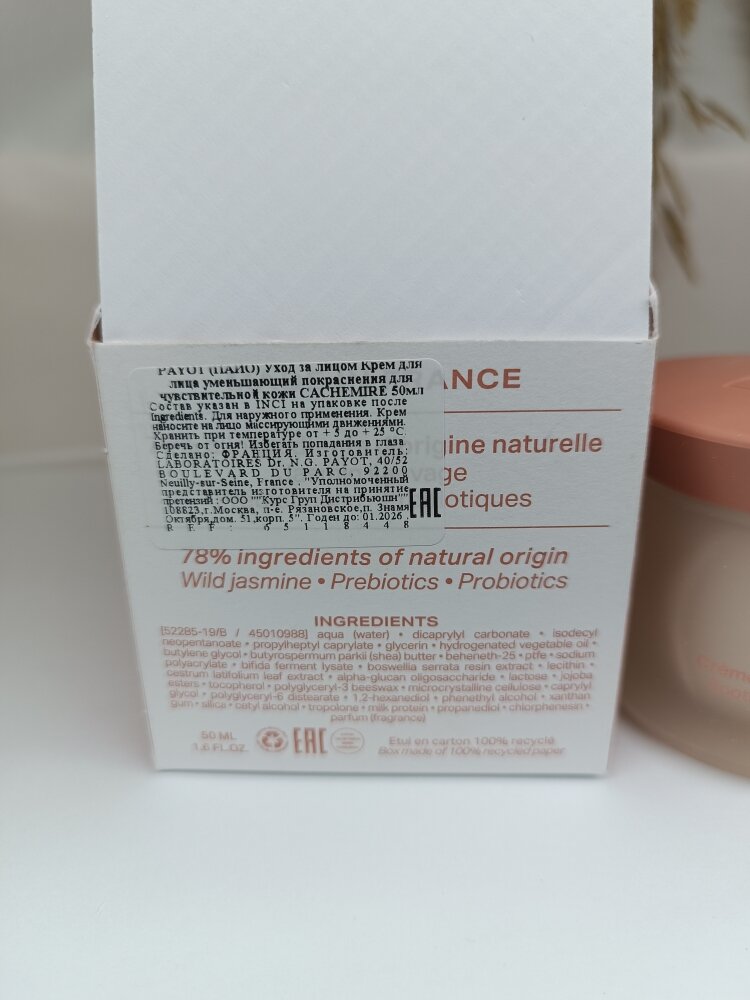 PAYOT (ПАЙО) Уход за лицом Крем для
лица уменьшающий покраснения для
чувствительной кожи CACHEMIRE 50мл
Состав указан в INCI на упаковке после
Ingredients. Для наружного применения. Крем
наносите на лицо массирующими движениями.
Хранить при температуре от + 5 до + 25 °C.
Беречь от огня! Избегать попадания в глаза
Сделано: ФРАНЦИЯ. Изготовитель:
LABORATOIRES Dr. N.G. PAYOT, 40/52
BOULEVARD DU PARC, 92200
Neuilly-sur-Seine, France. "Уполномоченный
представитель изготовителя на принятие
претензий: ООО ""Курс Груп Дистрибьюшн""
108823,г.Москва, п-е. Рязановское,п. Знамя
Октября,дом. 51,корп. 5". Годен до: 01.2026
REF: 65118448
EAC
ANCE
rigine naturelle
vage
otiques
78% ingredients of natural origin
Wild jasmine • Prebiotics • Probiotics
INGREDIENTS
[52285-19/B / 45010988] aqua (water) • dicaprylyl carbonate • isodecyl
neopentanoate • propylheptyl caprylate • glycerin • hydrogenated vegetable oil •
butylene glycol • butyrospermum parkii (shea) butter • beheneth-25 • ptfe • sodium
polyacrylate • bifida ferment lysate • boswellia serrata resin extract • lecithin •
cestrum latifolium leaf extract • alpha-glucan oligosaccharide • lactose • jojoba
esters • tocopherol • polyglyceryl-3 beeswax • microcrystalline cellulose • caprylyl
glycol • polyglyceryl-6 distearate • 1,2-hexanediol • phenethyl alcohol • xanthan
gum • silica • cetyl alcohol • tropolone • milk protein • propanediol • chlorphenesin •
parfum (fragrance)
50 ML
1.6 FL.OZ.
EAC
Etui en carton 100% recyclé
Box made of 100% recycled paper